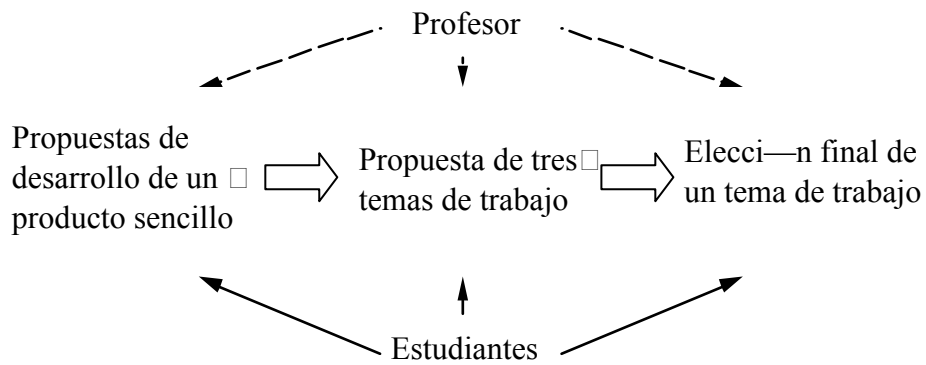 Profesor
Propuestas de
desarrollo de un □
producto sencillo
Propuesta de tres□
temas de trabajo
Elecci—n final de
un tema de trabajo
Estudiantes